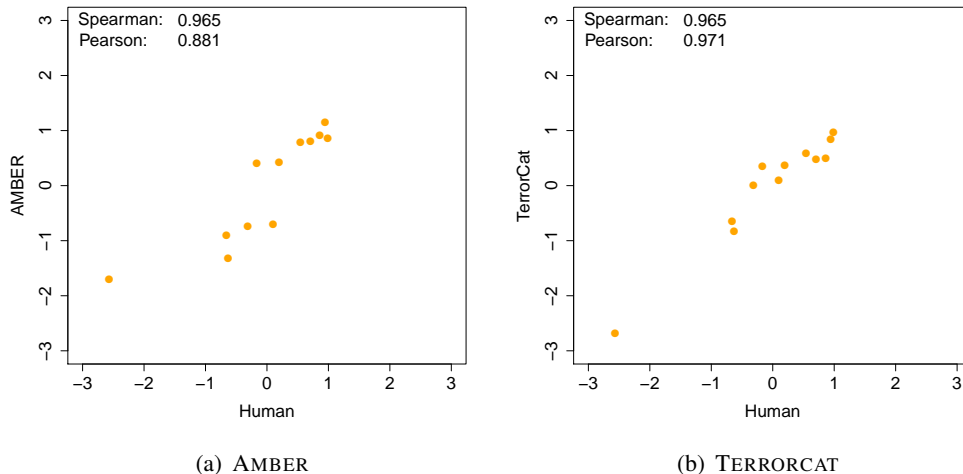 Spearman: 0.965
Pearson: 0.881
3
2
1
0
−1
−2
−3
AMBER
−3 −2 −1 0 1 2 3
Human
(a) AMBER
Spearman: 0.965
Pearson: 0.971
3
2
1
0
−1
−2
−3
TerrorCat
−3 −2 −1 0 1 2 3
Human
(b) TERRORCAT